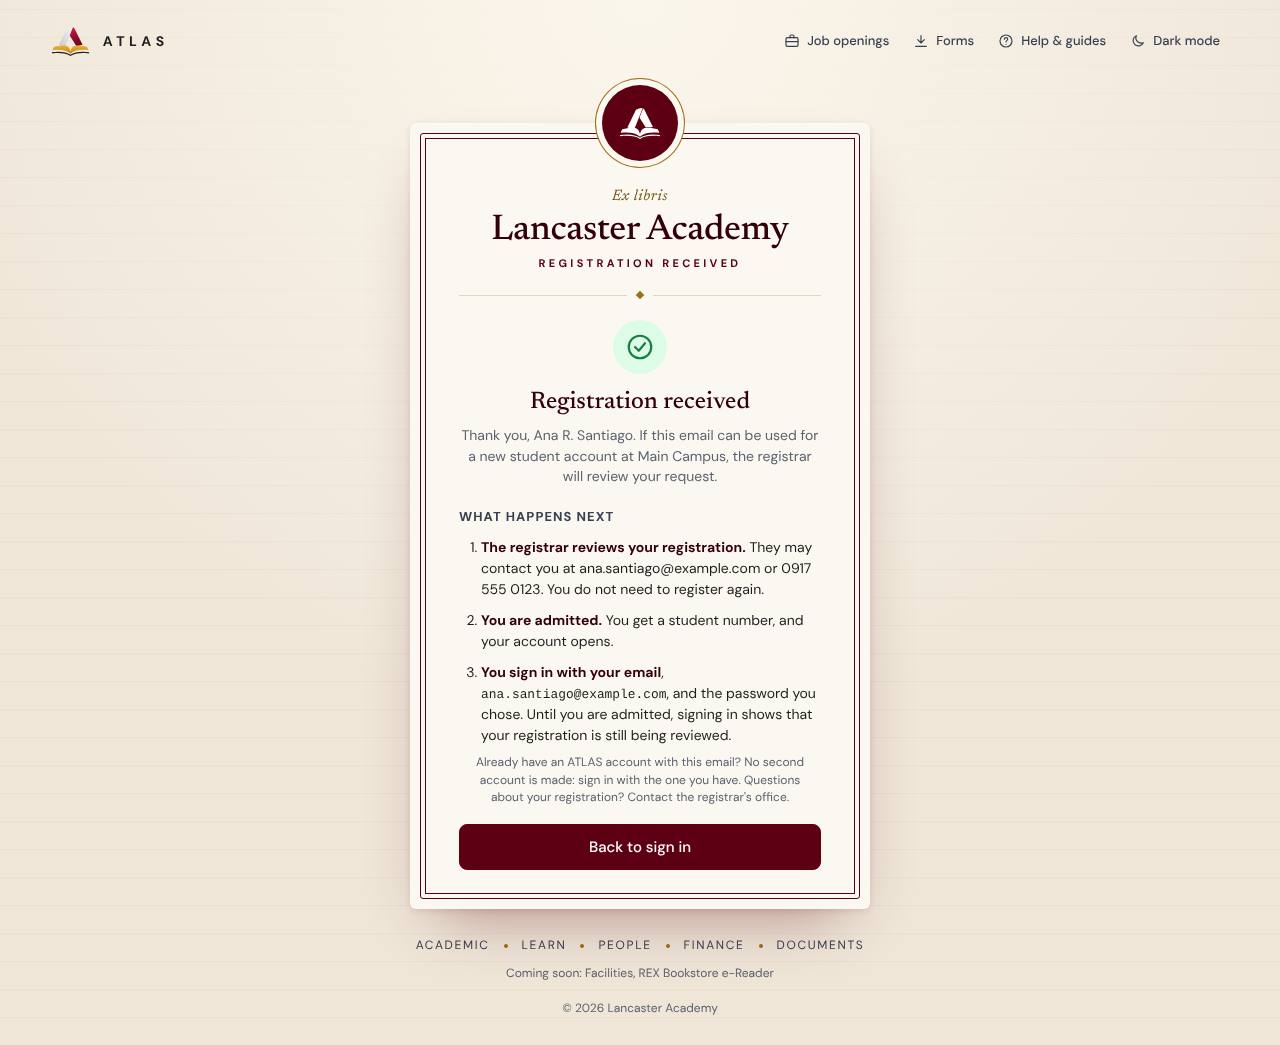 ATLAS
Job openings
Forms
Help & guides
Dark mode
Ex libris
Lancaster Academy
REGISTRATION RECEIVED
Registration received
Thank you, Ana R. Santiago. If this email can be used for
a new student account at Main Campus, the registrar
will review your request.
WHAT HAPPENS NEXT
1. The registrar reviews your registration. They may
contact you at ana.santiago@example.com or 0917
555 0123. You do not need to register again.
2. You are admitted. You get a student number, and
your account opens.
3. You sign in with your email,
ana.santiago@example.com, and the password you
chose. Until you are admitted, signing in shows that
your registration is still being reviewed.
Already have an ATLAS account with this email? No second
account is made: sign in with the one you have. Questions
about your registration? Contact the registrar's office.
Back to sign in
ACADEMIC • LEARN • PEOPLE • FINANCE • DOCUMENTS
Coming soon: Facilities, REX Bookstore e-Reader
© 2026 Lancaster Academy